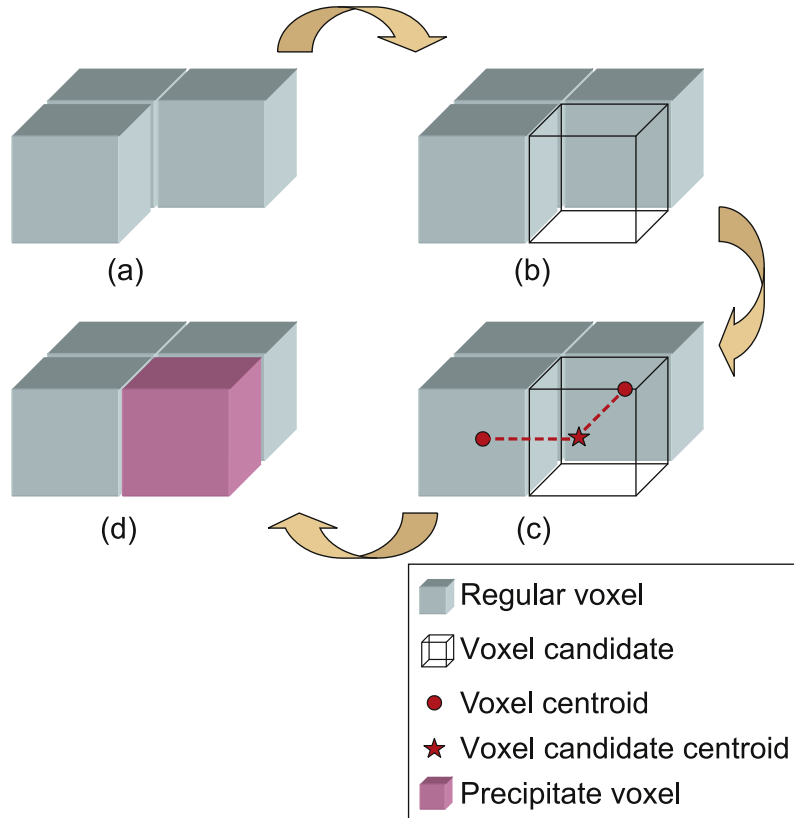 (a)
(b)
(d)
(c)
Regular voxel
Voxel candidate
Voxel centroid
Voxel candidate centroid
Precipitate voxel